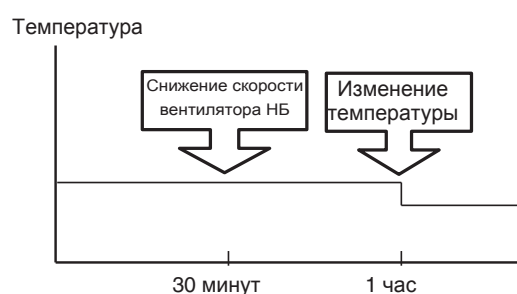 Температура
Снижение скорости
вентилятора НБ
Изменение
температуры
30 минут
1 час